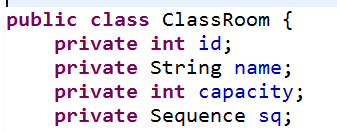 public class ClassRoom {
    private int id;
    private String name;
    private int capacity;
    private Sequence sq;